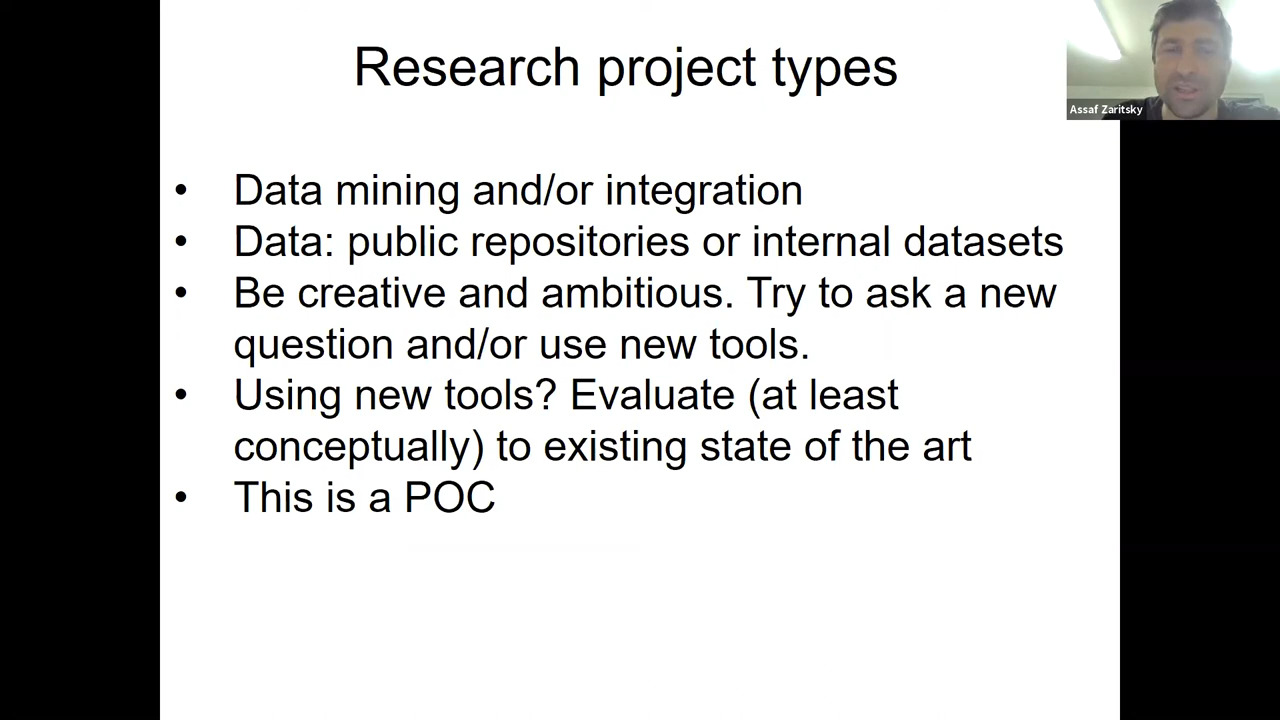 Research project types
Assaf Zaritsky
• Data mining and/or integration
• Data: public repositories or internal datasets
• Be creative and ambitious. Try to ask a new
question and/or use new tools.
• Using new tools? Evaluate (at least
conceptually) to existing state of the art
• This is a POC